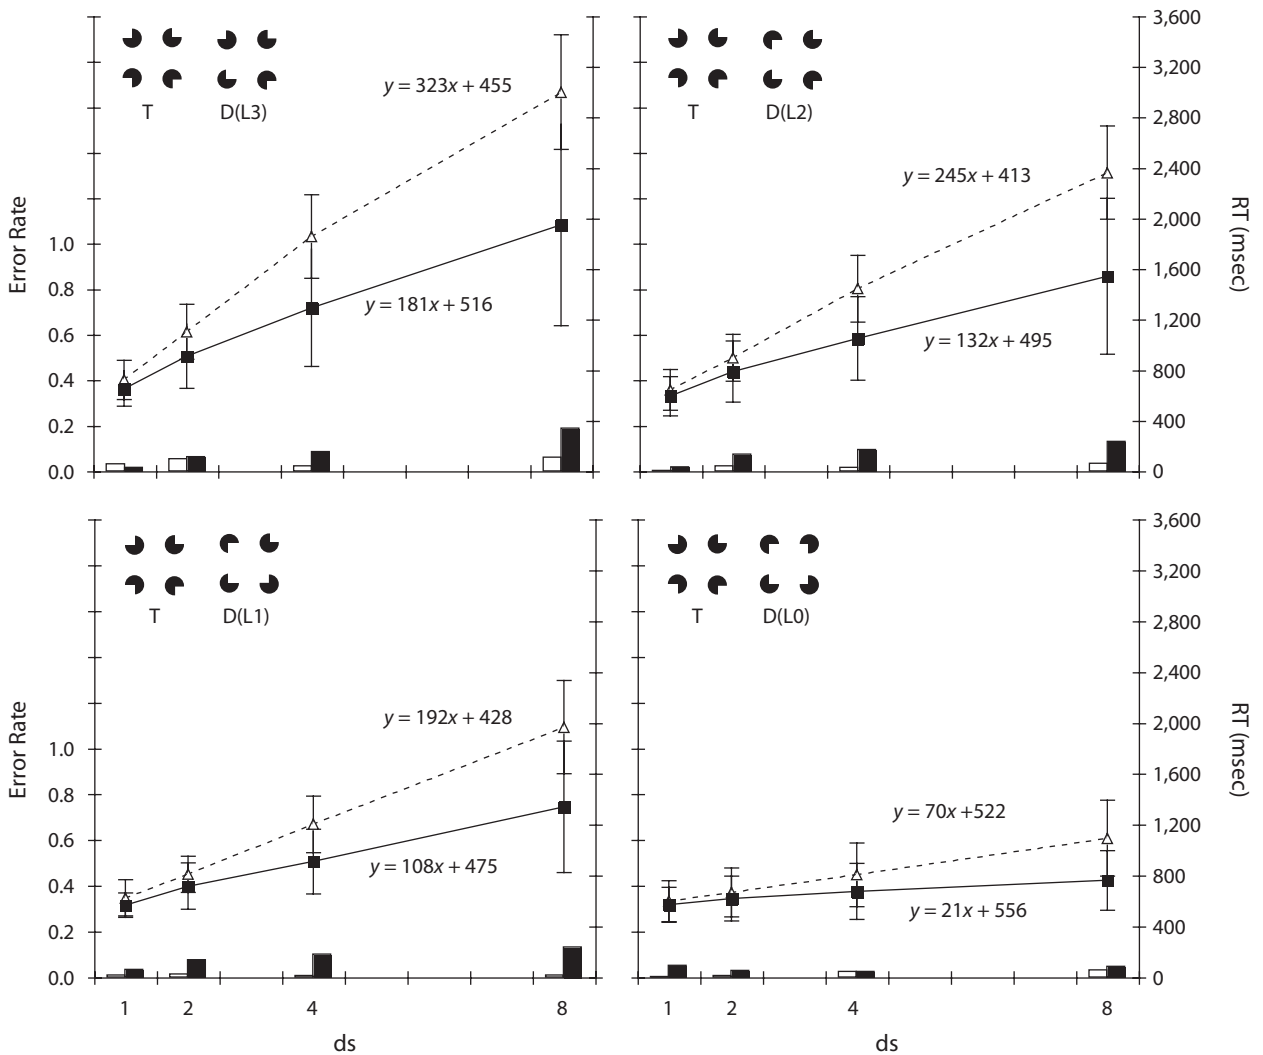 3,600
3,200
2,800
2,400
2,000
1,600
1,200
800
400
0
RT (msec)
Error Rate
1.0
0.8
0.6
0.4
0.2
0.0
T D(L3)
y = 323x + 455
y = 181x + 516
T D(L2)
y = 245x + 413
y = 132x + 495
T D(L1)
y = 192x + 428
y = 108x + 475
Error Rate
1.0
0.8
0.6
0.4
0.2
0.0
T D(L0)
y = 70x +522
y = 21x + 556
3,600
3,200
2,800
2,400
2,000
1,600
1,200
800
400
0
RT (msec)
1 2 4 8
ds
1 2 4 8
ds